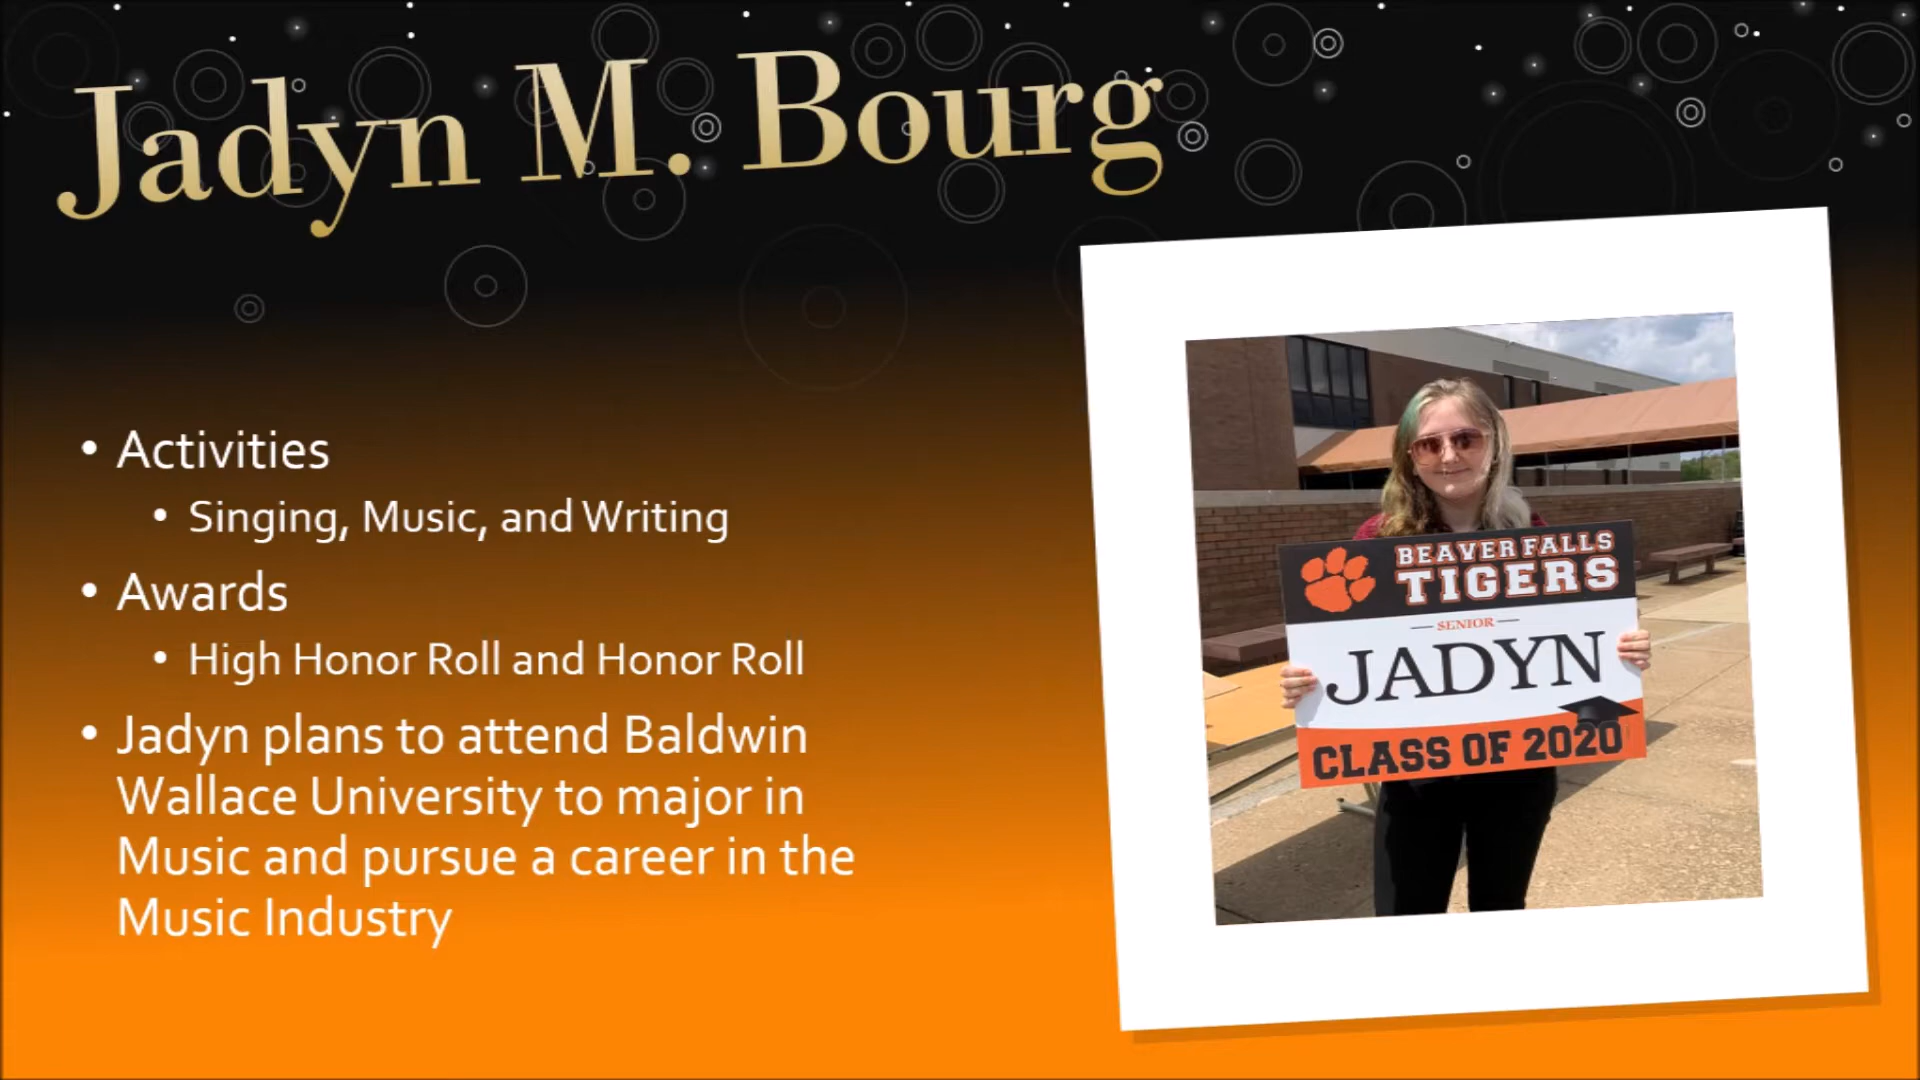 Jadyn M. Bourg
• Activities
• Singing, Music, and Writing
• Awards
• High Honor Roll and Honor Roll
• Jadyn plans to attend Baldwin
Wallace University to major in
Music and pursue a career in the
Music Industry
BEAVER FALLS
TIGERS
SENIOR
JADYN
CLASS OF 2020